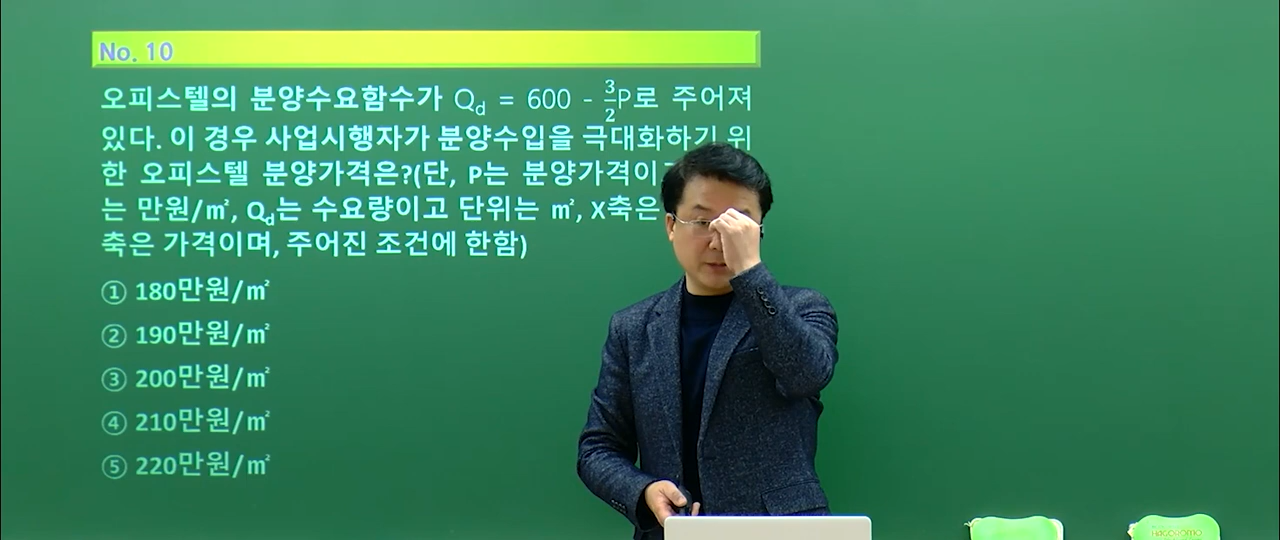 No. 10
오피스텔의 분양수요함수가 Qd = 600 - 3/2P로 주어져
있다. 이 경우 사업시행자가 분양수입을 극대화하기 위
한 오피스텔 분양가격은?(단, P는 분양가격이
는 만원/㎡, Qd는 수요량이고 단위는 ㎡, X축은
축은 가격이며, 주어진 조건에 한함)
① 180만원/㎡
② 190만원/㎡
③ 200만원/㎡
④ 210만원/㎡
⑤ 220만원/㎡